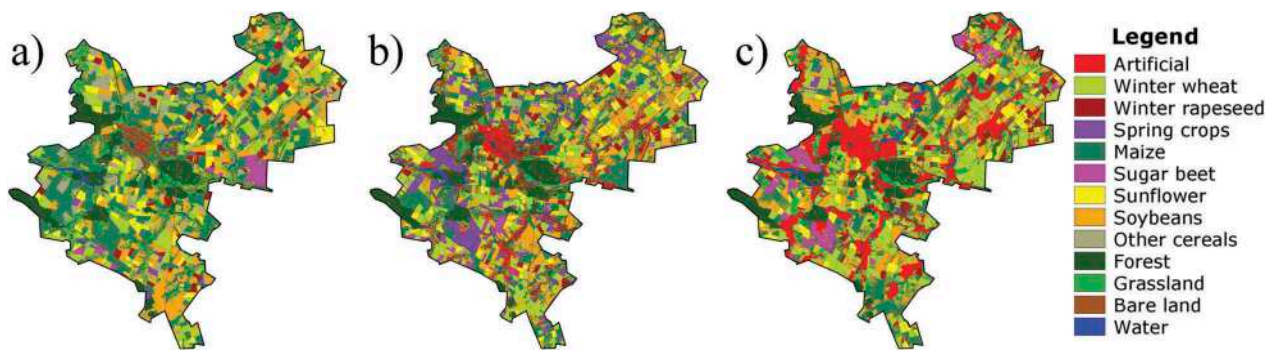 a)
b)
c)
Legend
Artificial
Winter wheat
Winter rapeseed
Spring crops
Maize
Sugar beet
Sunflower
Soybeans
Other cereals
Forest
Grassland
Bare land
Water